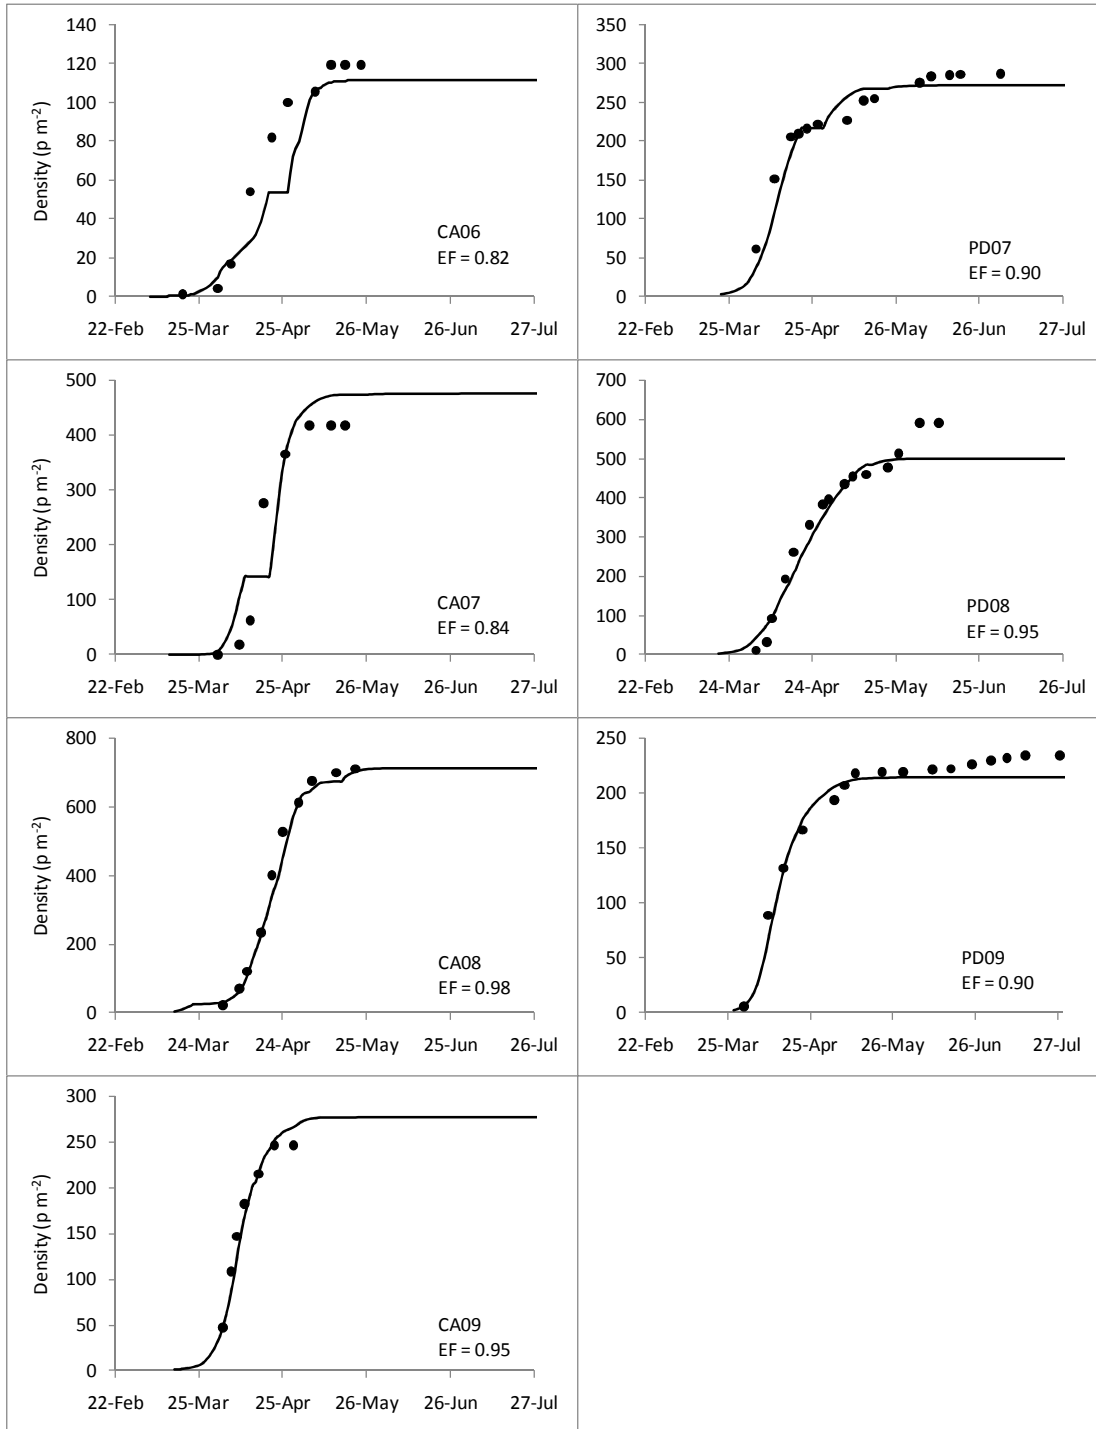 140
120
100
80
60
40
20
0
Density (p m-2)
22-Feb 25-Mar 25-Apr 26-May 26-Jun 27-Jul
CA06
EF = 0.82
350
300
250
200
150
100
50
0
22-Feb 25-Mar 25-Apr 26-May 26-Jun 27-Jul
PD07
EF = 0.90
500
400
300
200
100
0
Density (p m-2)
22-Feb 25-Mar 25-Apr 26-May 26-Jun 27-Jul
CA07
EF = 0.84
700
600
500
400
300
200
100
0
22-Feb 24-Mar 24-Apr 25-May 25-Jun 26-Jul
PD08
EF = 0.95
800
600
400
200
0
Density (p m-2)
22-Feb 24-Mar 24-Apr 25-May 25-Jun 26-Jul
CA08
EF = 0.98
250
200
150
100
50
0
22-Feb 25-Mar 25-Apr 26-May 26-Jun 27-Jul
PD09
EF = 0.90
300
250
200
150
100
50
0
Density (p m-2)
22-Feb 25-Mar 25-Apr 26-May 26-Jun 27-Jul
CA09
EF = 0.95